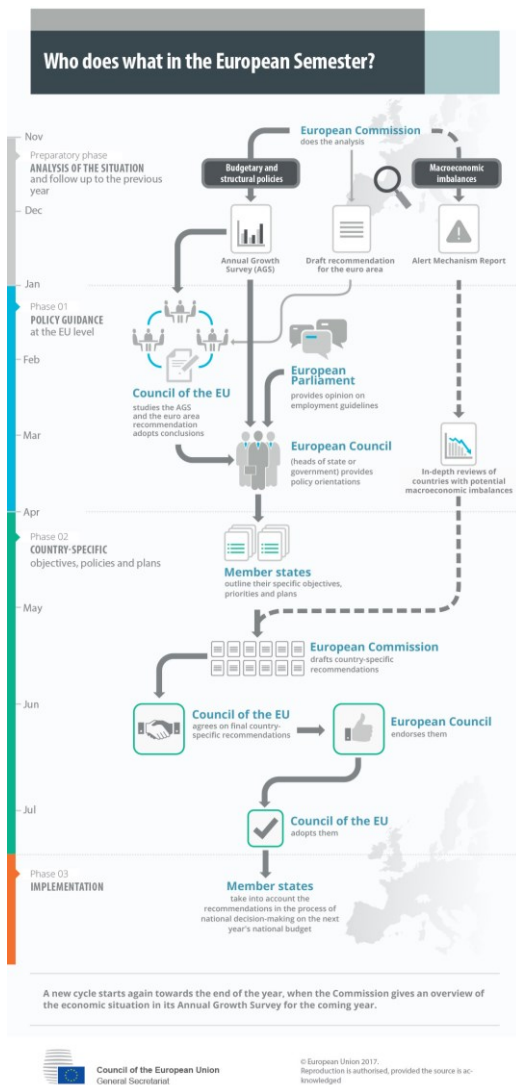 Who does what in the European Semester?
Nov
Preparatory phase
ANALYSIS OF THE SITUATION
and follow up to the previous
year
European Commission
does the analysis
Budgetary and
structural policies
Macroeconomic
imbalances
Dec
Annual Growth
Survey (AGS)
Draft recommendation
for the euro area
Alert Mechanism Report
Jan
Phase 01
POLICY GUIDANCE
at the EU level
Feb
Council of the EU
studies the AGS
and the euro area
recommendation
adopts conclusions
European
Parliament
provides opinion on
employment guidelines
Mar
European Council
(heads of state or
government) provides
policy orientations
In-depth reviews of
countries with potential
macroeconomic imbalances
Apr
Phase 02
COUNTRY-SPECIFIC
objectives, policies and plans
Member states
outline their specific objectives,
priorities and plans
May
European Commission
drafts country-specific
recommendations
Jun
Council of the EU
agrees on final country-
specific recommendations
European Council
endorses them
Jul
Council of the EU
adopts them
Phase 03
IMPLEMENTATION
Member states
take into account the
recommendations in the process of
national decision-making on the next
year's national budget
A new cycle starts again towards the end of the year, when the Commission gives an overview of
the economic situation in its Annual Growth Survey for the coming year.
Council of the European Union
General Secretariat
© European Union 2017.
Reproduction is authorised, provided the source is ac-
knowledged